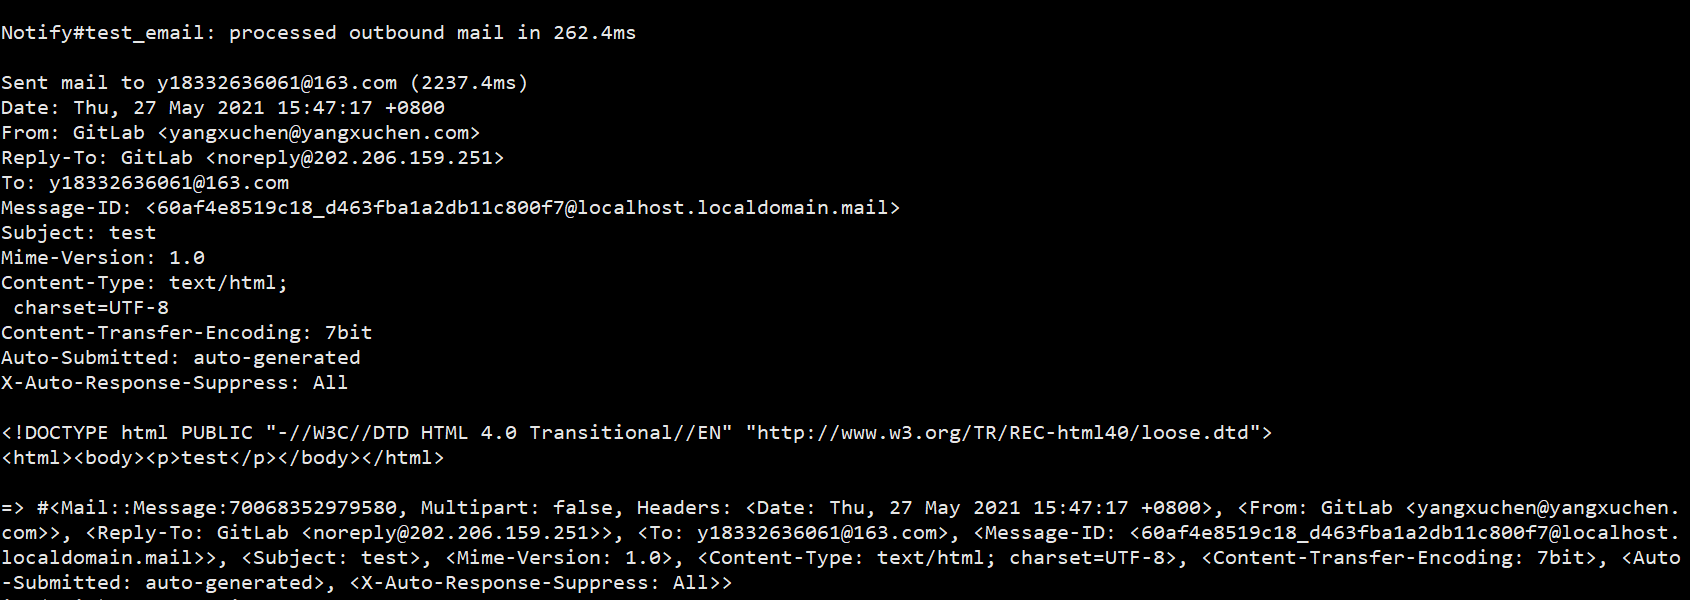 Notify#test_email: processed outbound mail in 262.4ms
Sent mail to y18332636061@163.com (2237.4ms)
Date: Thu, 27 May 2021 15:47:17 +0800
From: GitLab <yangxuchen@yangxuchen.com>
Reply-To: GitLab <noreply@202.206.159.251>
To: y18332636061@163.com
Message-ID: <60af4e8519c18_d463fba1a2db11c800f7@localhost.localdomain.mail>
Subject: test
Mime-Version: 1.0
Content-Type: text/html;
 charset=UTF-8
Content-Transfer-Encoding: 7bit
Auto-Submitted: auto-generated
X-Auto-Response-Suppress: All
<!DOCTYPE html PUBLIC "-//W3C//DTD HTML 4.0 Transitional//EN" "http://www.w3.org/TR/REC-html40/loose.dtd">
<html><body><p>test</p></body></html>
=> #<Mail::Message:70068352979580, Multipart: false, Headers: <Date: Thu, 27 May 2021 15:47:17 +0800>, <From: GitLab <yangxuchen@yangxuchen.
com>>, <Reply-To: GitLab <noreply@202.206.159.251>>, <To: y18332636061@163.com>, <Message-ID: <60af4e8519c18_d463fba1a2db11c800f7@localhost.
localdomain.mail>>, <Subject: test>, <Mime-Version: 1.0>, <Content-Type: text/html; charset=UTF-8>, <Content-Transfer-Encoding: 7bit>, <Auto
-Submitted: auto-generated>, <X-Auto-Response-Suppress: All>>